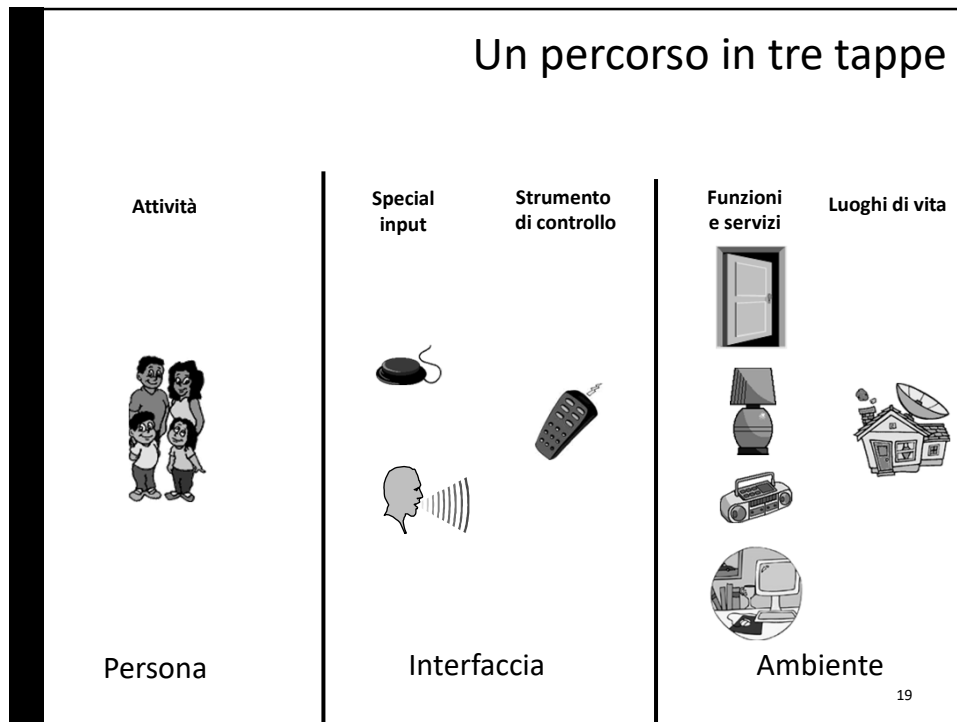 Un percorso in tre tappe
Attività
Special
input
Strumento
di controllo
Funzioni
e servizi
Luoghi di vita
Persona
Interfaccia
Ambiente
19